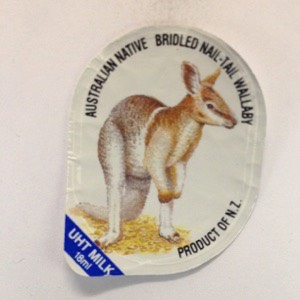 AUSTRALIAN NATIVE BRIDLED NAIL-TAIL WALLABY
PRODUCT OF N.Z.
UHT MILK
18ml